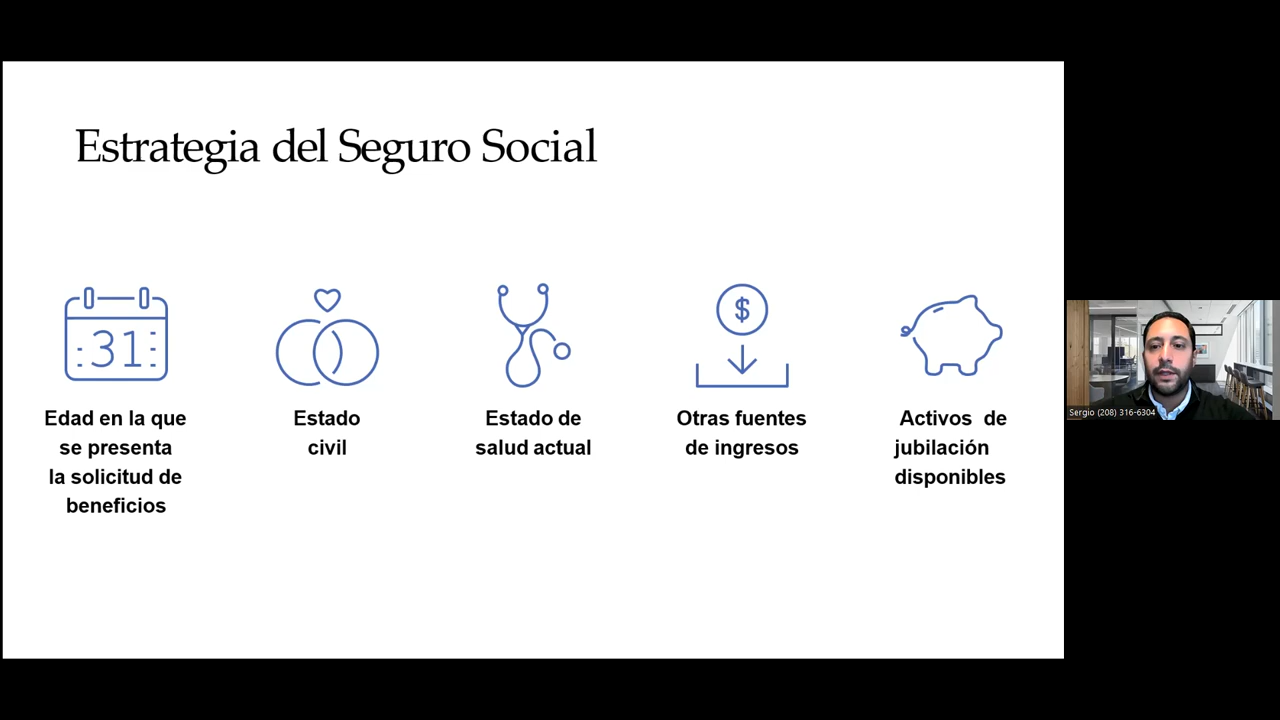 Estrategia del Seguro Social
31
Edad en la que
se presenta
la solicitud de
beneficios
Estado
civil
Estado de
salud actual
$
Otras fuentes
de ingresos
Activos de
jubilación
disponibles
Sergio (208) 316-6304